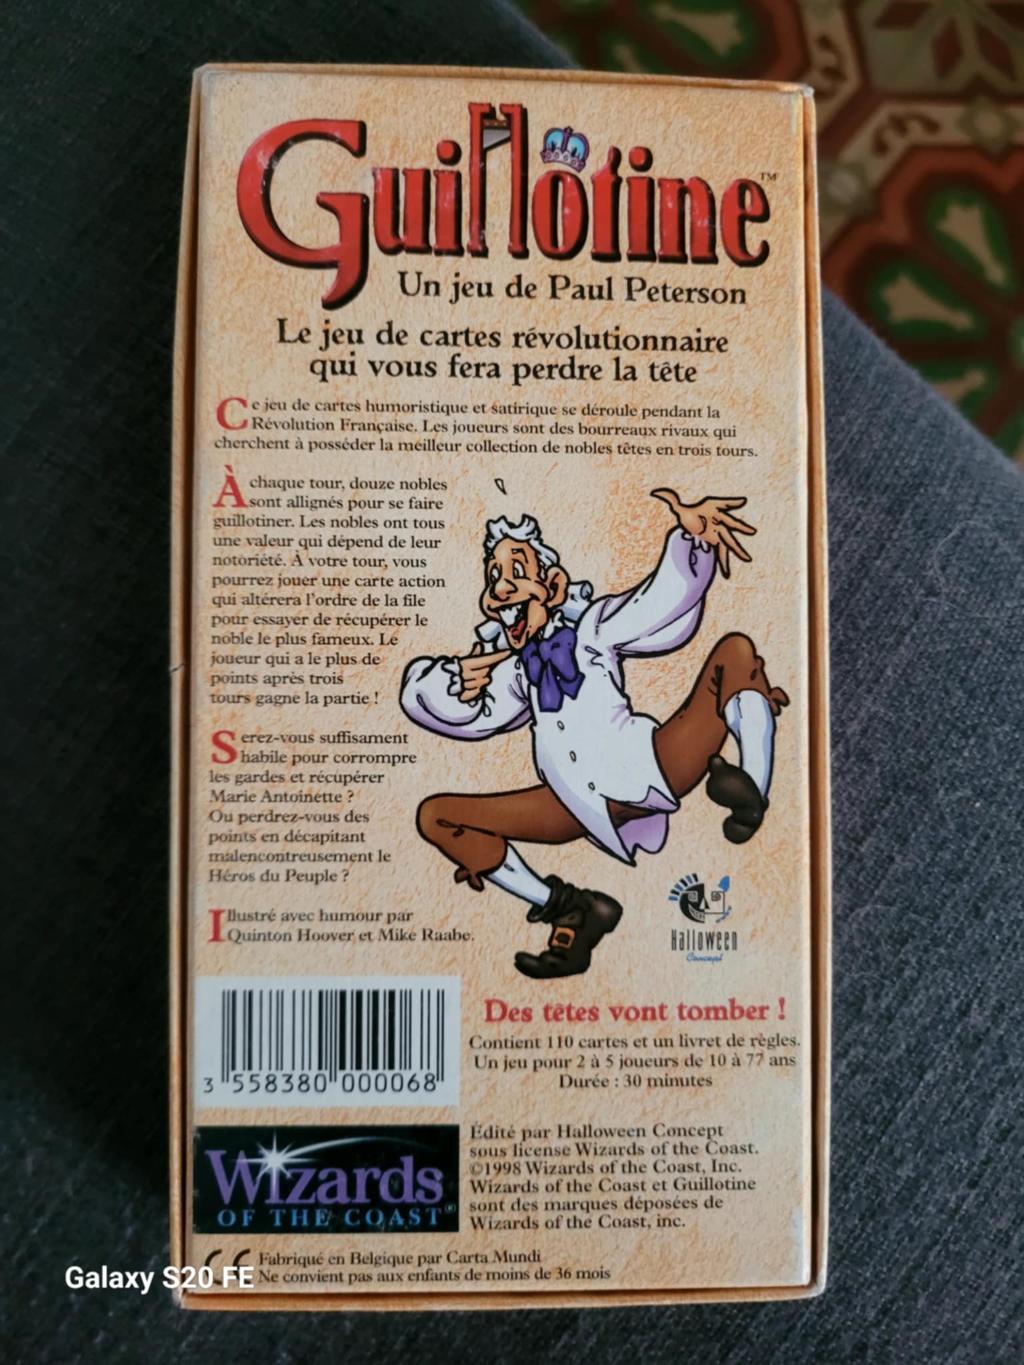 Guillotine™
Un jeu de Paul Peterson
Le jeu de cartes révolutionnaire
qui vous fera perdre la tête
Ce jeu de cartes humoristique et satirique se déroule pendant la
Révolution Française. Les joueurs sont des bourreaux rivaux qui
cherchent à posséder la meilleur collection de nobles têtes en trois tours.
À chaque tour, douze nobles
sont allignés pour se faire
guillotiner. Les nobles ont tous
une valeur qui dépend de leur
notoriété. À votre tour, vous
pourrez jouer une carte action
qui altérera l'ordre de la file
pour essayer de récupérer le
noble le plus fameux. Le
joueur qui a le plus de
points après trois
tours gagne la partie !
Serez-vous suffisament
habile pour corrompre
les gardes et récupérer
Marie Antoinette ?
Ou perdrez-vous des
points en décapitant
malencontreusement le
Héros du Peuple ?
Illustré avec humour par
Quinton Hoover et Mike Raabe.
Halloween
Concept
3 558380 000068
Des têtes vont tomber !
Contient 110 cartes et un livret de règles.
Un jeu pour 2 à 5 joueurs de 10 à 77 ans
Durée : 30 minutes
Wizards
OF THE COAST®
Édité par Halloween Concept
sous license Wizards of the Coast.
©1998 Wizards of the Coast, Inc.
Wizards of the Coast et Guillotine
sont des marques déposées de
Wizards of the Coast, inc.
CE Fabriqué en Belgique par Carta Mundi
Ne convient pas aux enfants de moins de 36 mois
Galaxy S20 FE